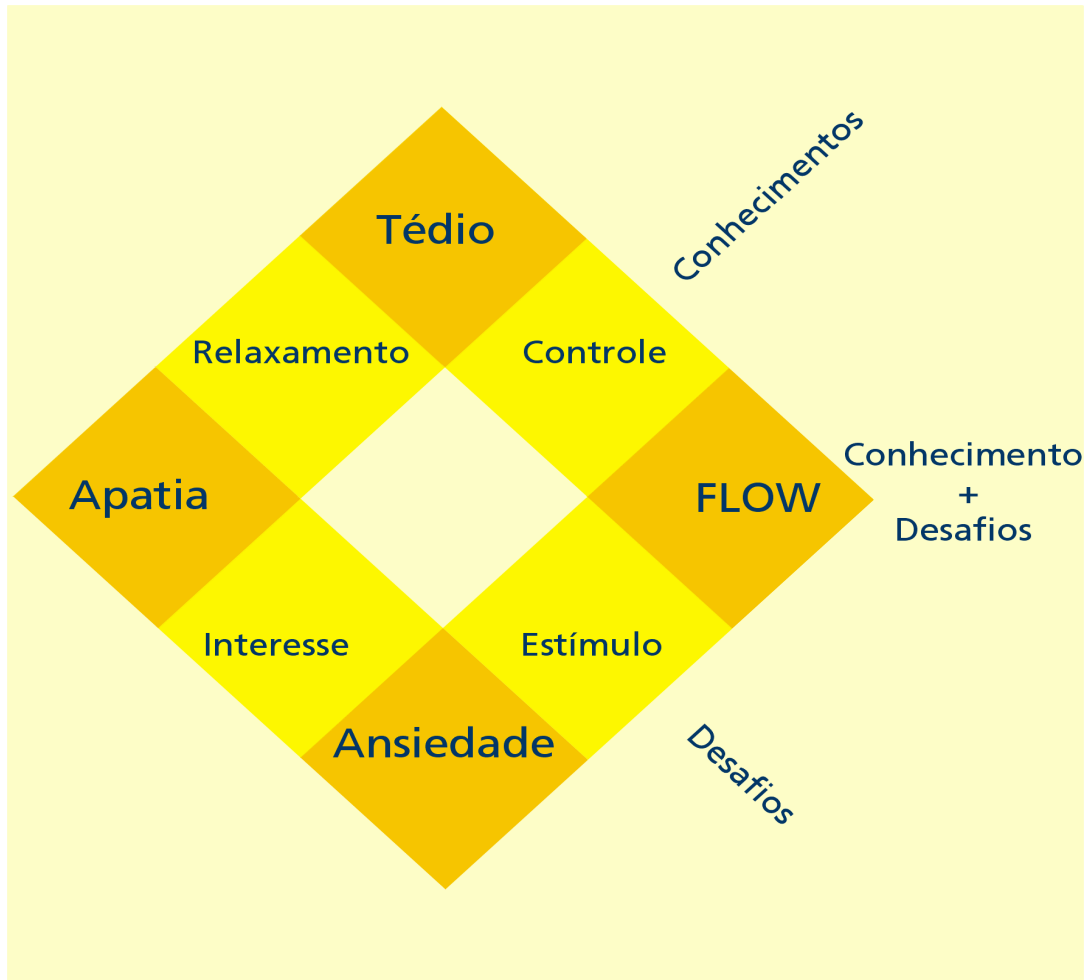 Conhecimentos
Tédio
Relaxamento
Controle
Conhecimento
+
Desafios
Apatia
FLOW
Interesse
Estímulo
Ansiedade
Desafios